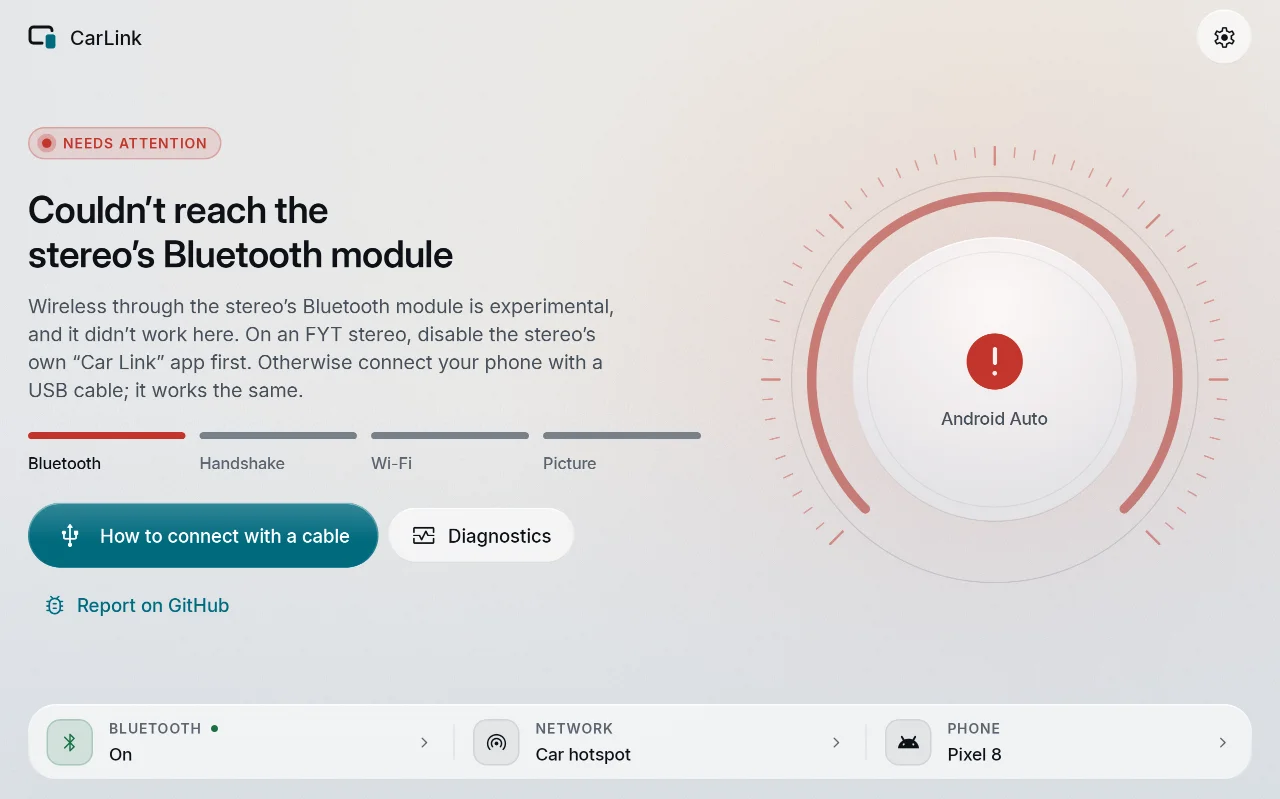 CarLink
NEEDS ATTENTION
Couldn’t reach the
stereo’s Bluetooth module
Wireless through the stereo’s Bluetooth module is experimental,
and it didn’t work here. On an FYT stereo, disable the stereo’s
own “Car Link” app first. Otherwise connect your phone with a
USB cable; it works the same.
Bluetooth
Handshake
Wi-Fi
Picture
How to connect with a cable
Diagnostics
Report on GitHub
Android Auto
BLUETOOTH
On
NETWORK
Car hotspot
PHONE
Pixel 8